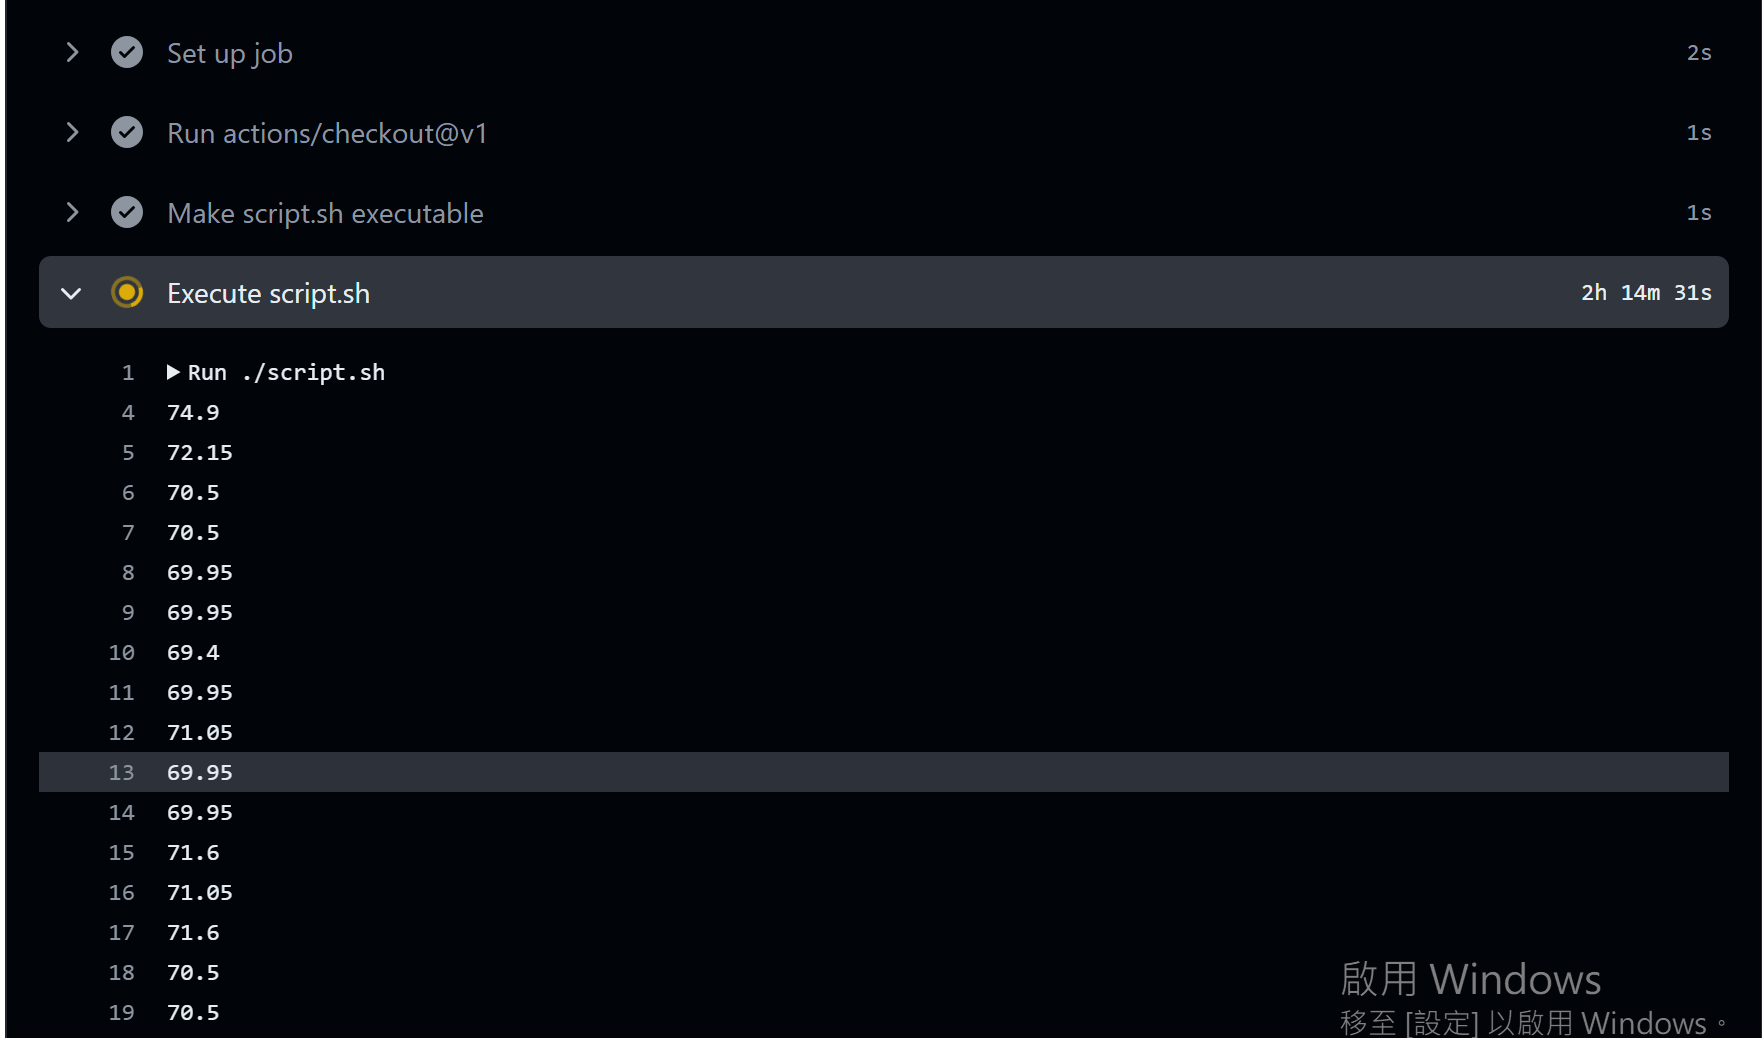 Set up job 2s
Run actions/checkout@v1 1s
Make script.sh executable 1s
Execute script.sh 2h 14m 31s
1 Run ./script.sh
4 74.9
5 72.15
6 70.5
7 70.5
8 69.95
9 69.95
10 69.4
11 69.95
12 71.05
13 69.95
14 69.95
15 71.6
16 71.05
17 71.6
18 70.5
19 70.5
啟用 Windows
移至 [設定] 以啟用 Windows。